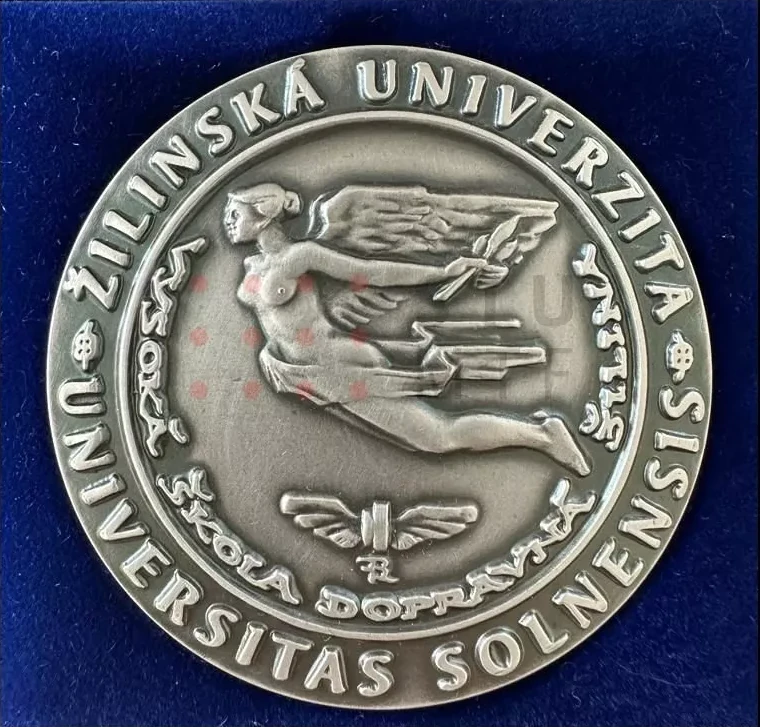 ŽILINSKÁ UNIVERZITA
UNIVERSITAS SOLNENSIS
VYSOKÁ ŠKOLA DOPRAVNÁ ŽILINA